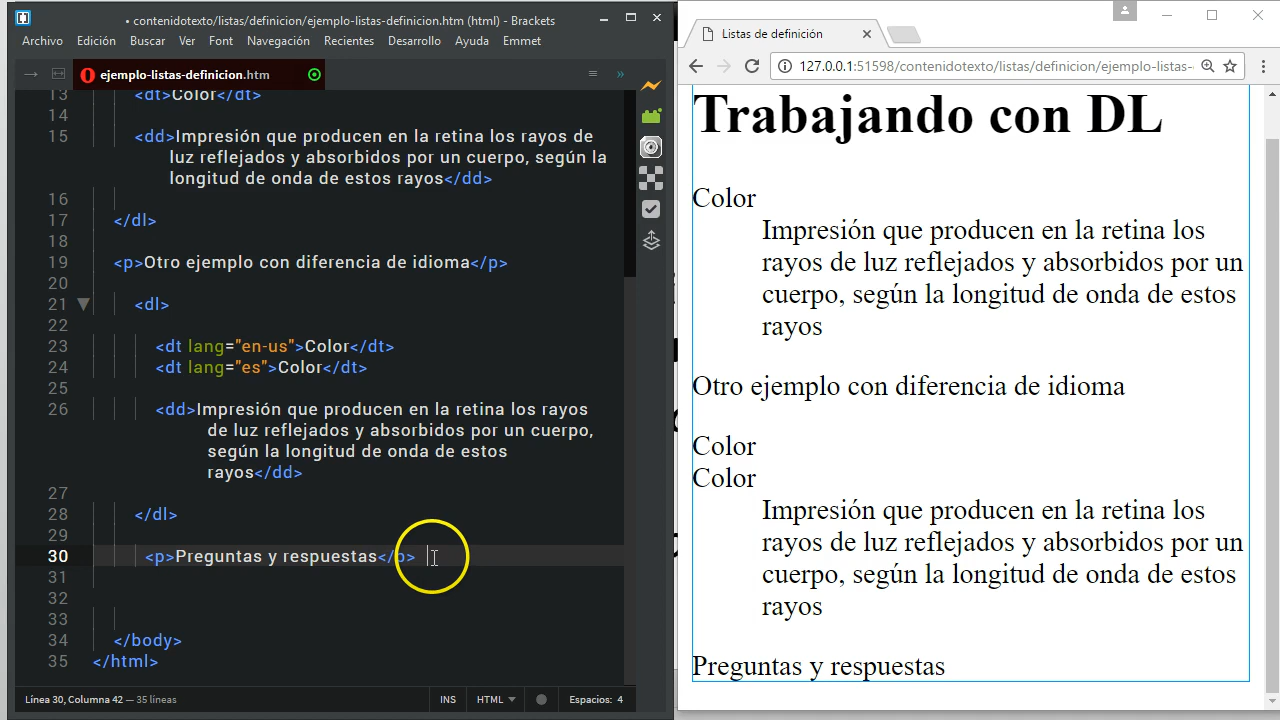 • contenidotexto/listas/definicion/ejemplo-listas-definicion.htm (html) - Brackets
Archivo Edición Buscar Ver Font Navegación Recientes Desarrollo Ayuda Emmet
ejemplo-listas-definicion.htm
13 <dt>Color</dt>
14
15 <dd>Impresión que producen en la retina los rayos de
luz reflejados y absorbidos por un cuerpo, según la
longitud de onda de estos rayos</dd>
16
17 </dl>
18
19 <p>Otro ejemplo con diferencia de idioma</p>
20
21 <dl>
22
23 <dt lang="en-us">Color</dt>
24 <dt lang="es">Color</dt>
25
26 <dd>Impresión que producen en la retina los rayos
de luz reflejados y absorbidos por un cuerpo,
según la longitud de onda de estos
rayos</dd>
27
28 </dl>
29
30 <p>Preguntas y respuestas</p>
31
32
33
34 </body>
35 </html>
Línea 30, Columna 42 — 35 líneas INS HTML Espacios: 4
Listas de definición
127.0.0.1:51598/contenidotexto/listas/definicion/ejemplo-listas-
Trabajando con DL
Color
Impresión que producen en la retina los
rayos de luz reflejados y absorbidos por un
cuerpo, según la longitud de onda de estos
rayos
Otro ejemplo con diferencia de idioma
Color
Color
Impresión que producen en la retina los
rayos de luz reflejados y absorbidos por un
cuerpo, según la longitud de onda de estos
rayos
Preguntas y respuestas